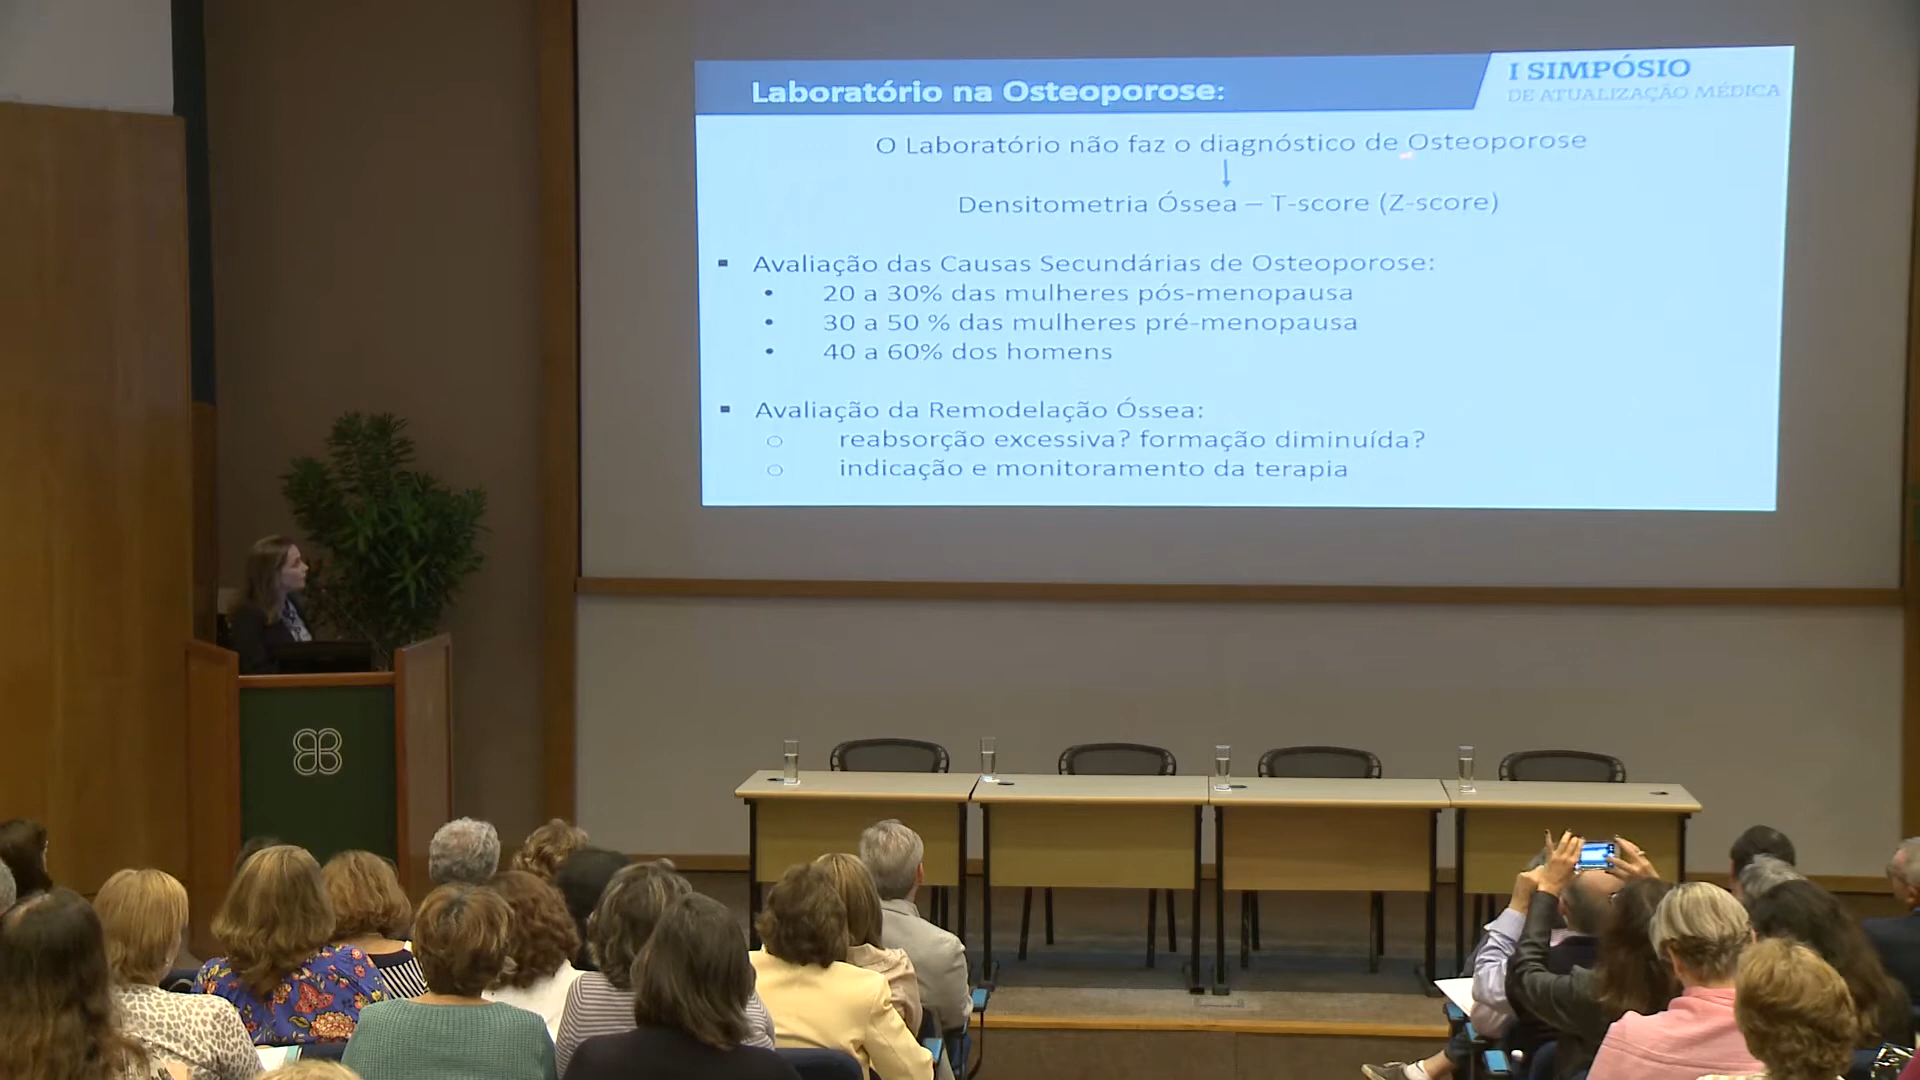 Laboratório na Osteoporose:
I SIMPÓSIO
DE ATUALIZAÇÃO MÉDICA
O Laboratório não faz o diagnóstico de Osteoporose
Densitometria Óssea – T-score (Z-score)
Avaliação das Causas Secundárias de Osteoporose:
20 a 30% das mulheres pós-menopausa
30 a 50 % das mulheres pré-menopausa
40 a 60% dos homens
Avaliação da Remodelação Óssea:
reabsorção excessiva? formação diminuída?
indicação e monitoramento da terapia